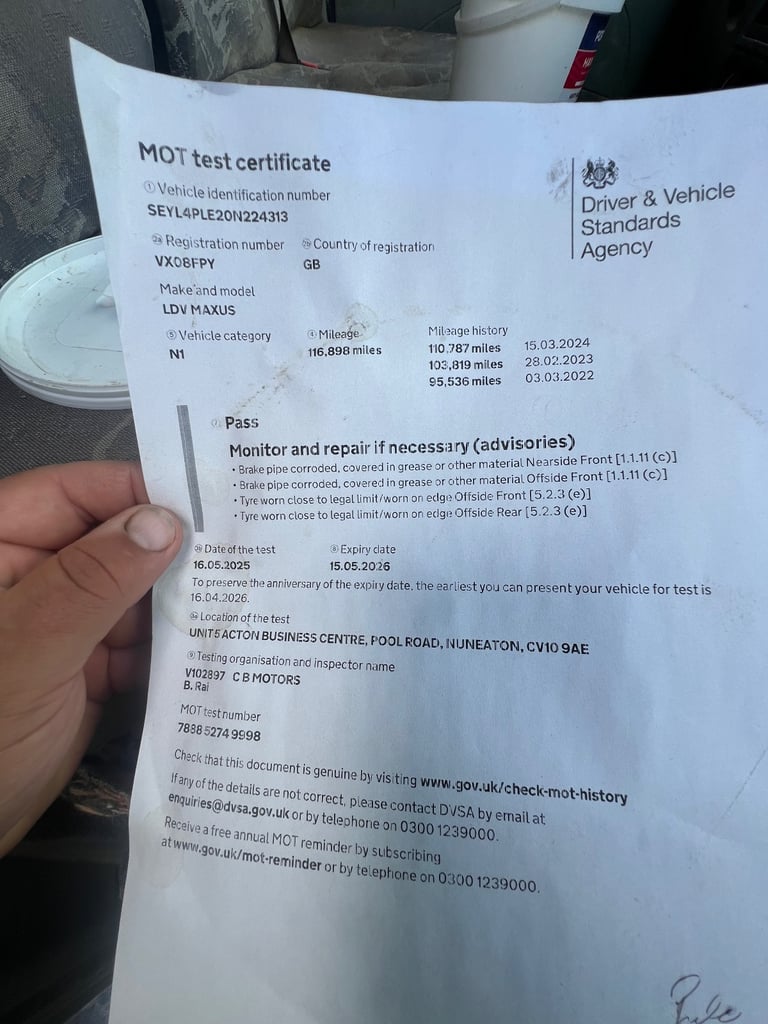 MOT test certificate
Driver & Vehicle
Standards
Agency
1 Vehicle identification number
SEYL4PLE20N224313
Registration number
Country of registration
VX08FPY
GB
Make and model
LDV MAXUS
5 Vehicle category
4 Mileage
Mileage history
N1
116,898 miles
110,787 miles 15.03.2024
103,819 miles 28.02.2023
95,536 miles 03.03.2022
7 Pass
Monitor and repair if necessary (advisories)
• Brake pipe corroded, covered in grease or other material Nearside Front [1.1.11 (c)]
• Brake pipe corroded, covered in grease or other material Offside Front [1.1.11 (c)]
• Tyre worn close to legal limit/worn on edge Offside Front [5.2.3 (e)]
• Tyre worn close to legal limit/worn on edge Offside Rear [5.2.3 (e)]
Date of the test
8 Expiry date
16.05.2025
15.05.2026
To preserve the anniversary of the expiry date, the earliest you can present your vehicle for test is
16.04.2026.
Location of the test
UNIT 5 ACTON BUSINESS CENTRE, POOL ROAD, NUNEATON, CV10 9AE
9 Testing organisation and inspector name
V102897 C B MOTORS
B. Rai
MOT test number
7888 5274 9998
Check that this document is genuine by visiting www.gov.uk/check-mot-history
If any of the details are not correct, please contact DVSA by email at
enquiries@dvsa.gov.uk or by telephone on 0300 1239000.
Receive a free annual MOT reminder by subscribing
at www.gov.uk/mot-reminder or by telephone on 0300 1239000.